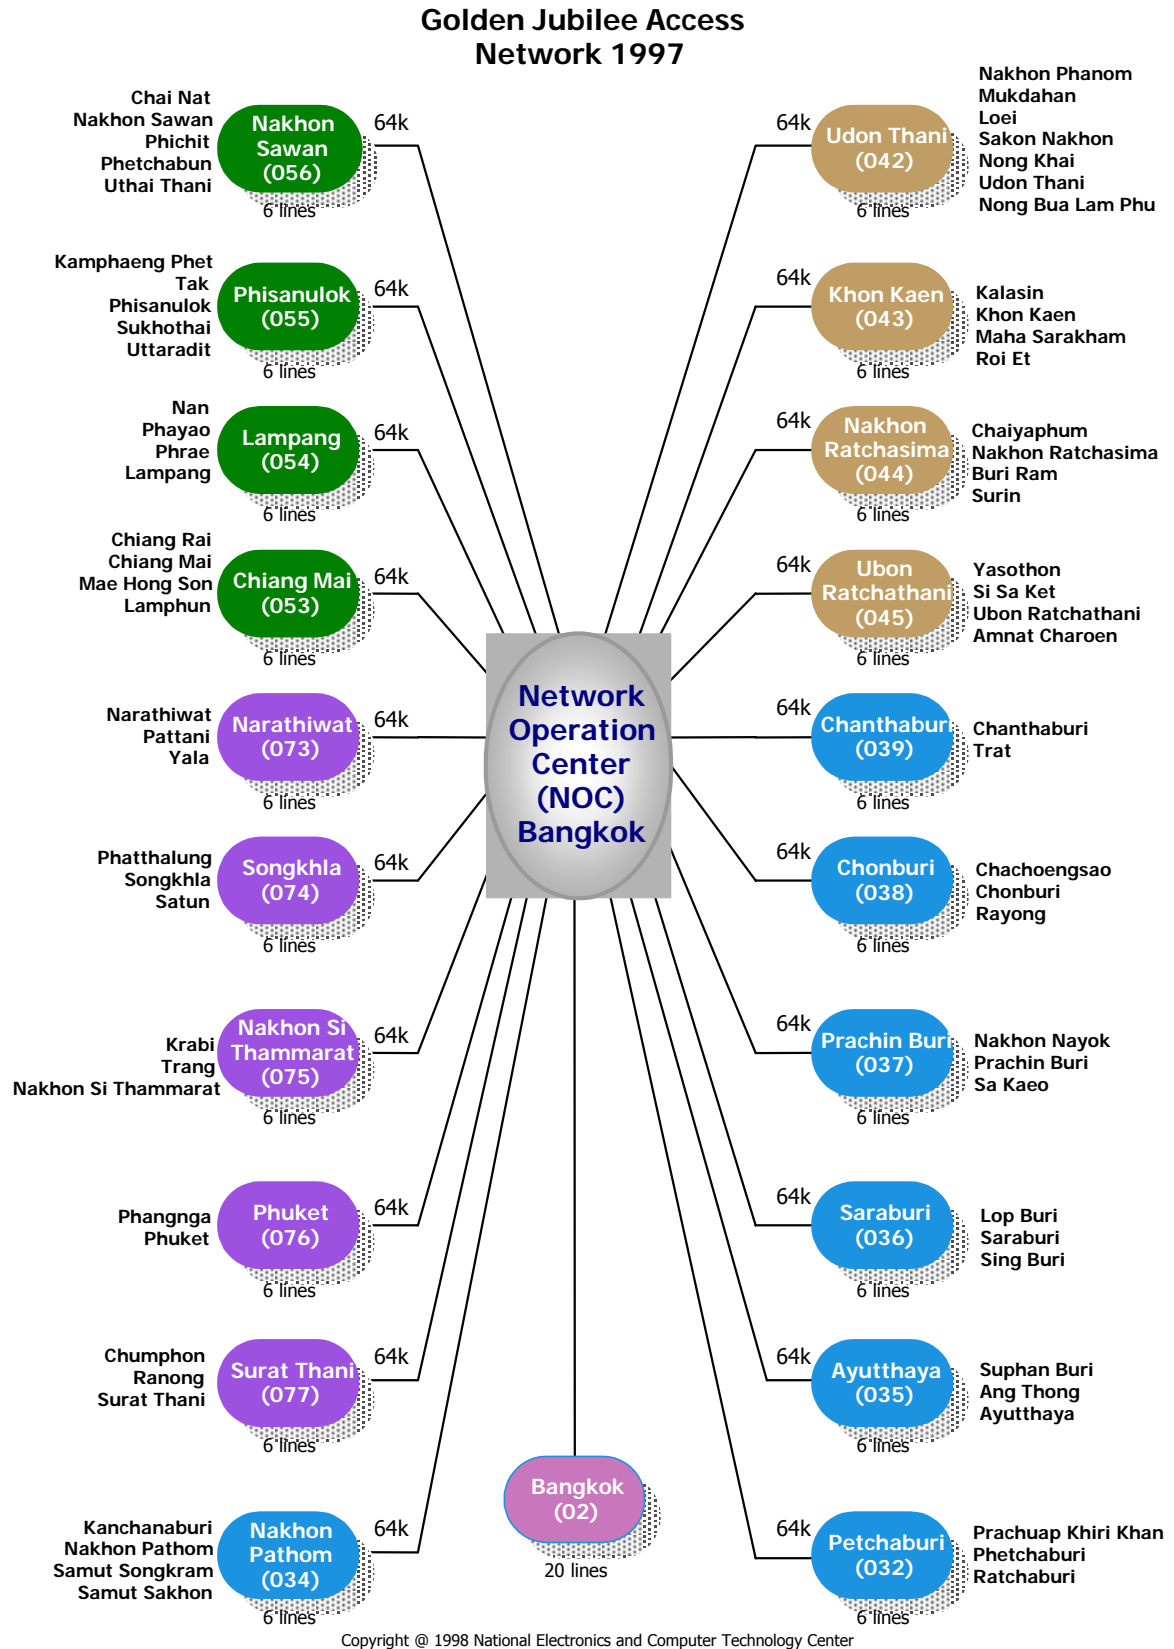 Golden Jubilee Access
Network 1997
Chai Nat
Nakhon Sawan
Phichit
Phetchabun
Uthai Thani
Nakhon
Sawan
(056)
64k
6 lines
Kamphaeng Phet
Tak
Phisanulok
Sukhothai
Uttaradit
Phisanulok
(055)
64k
6 lines
Nan
Phayao
Phrae
Lampang
Lampang
(054)
64k
6 lines
Chiang Rai
Chiang Mai
Mae Hong Son
Lamphun
Chiang Mai
(053)
64k
6 lines
Narathiwat
Pattani
Yala
Narathiwat
(073)
64k
6 lines
Phatthalung
Songkhla
Satun
Songkhla
(074)
64k
6 lines
Krabi
Trang
Nakhon Si Thammarat
Nakhon Si
Thammarat
(075)
64k
6 lines
Phangnga
Phuket
Phuket
(076)
64k
6 lines
Chumphon
Ranong
Surat Thani
Surat Thani
(077)
64k
6 lines
Kanchanaburi
Nakhon Pathom
Samut Songkram
Samut Sakhon
Nakhon
Pathom
(034)
64k
6 lines
Network
Operation
Center
(NOC)
Bangkok
Bangkok
(02)
20 lines
64k
Udon Thani
(042)
6 lines
Nakhon Phanom
Mukdahan
Loei
Sakon Nakhon
Nong Khai
Udon Thani
Nong Bua Lam Phu
64k
Khon Kaen
(043)
6 lines
Kalasin
Khon Kaen
Maha Sarakham
Roi Et
64k
Nakhon
Ratchasima
(044)
6 lines
Chaiyaphum
Nakhon Ratchasima
Buri Ram
Surin
64k
Ubon
Ratchathani
(045)
6 lines
Yasothon
Si Sa Ket
Ubon Ratchathani
Amnat Charoen
64k
Chanthaburi
(039)
6 lines
Chanthaburi
Trat
64k
Chonburi
(038)
6 lines
Chachoengsao
Chonburi
Rayong
64k
Prachin Buri
(037)
6 lines
Nakhon Nayok
Prachin Buri
Sa Kaeo
64k
Saraburi
(036)
6 lines
Lop Buri
Saraburi
Sing Buri
64k
Ayutthaya
(035)
6 lines
Suphan Buri
Ang Thong
Ayutthaya
64k
Petchaburi
(032)
6 lines
Prachuap Khiri Khan
Phetchaburi
Ratchaburi
Copyright @ 1998 National Electronics and Computer Technology Center